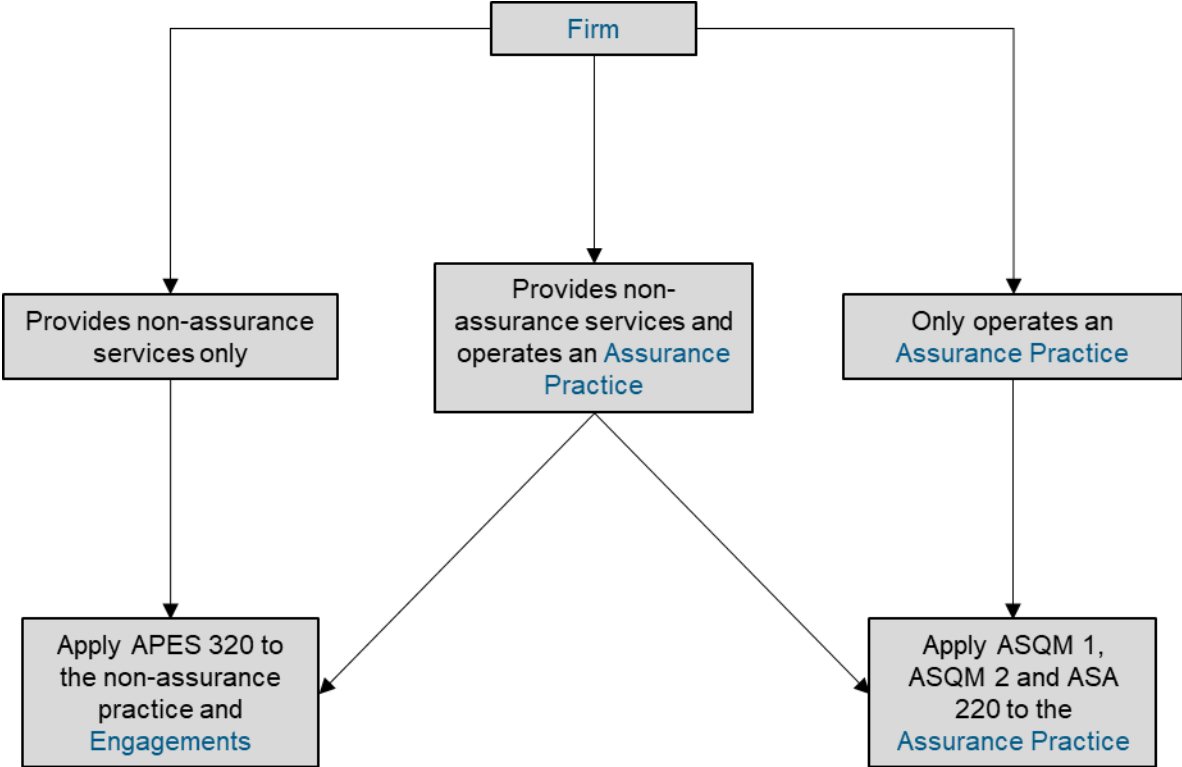 Firm
Provides non-assurance
services only
Provides non-
assurance services and
operates an Assurance
Practice
Only operates an
Assurance Practice
Apply APES 320 to
the non-assurance
practice and
Engagements
Apply ASQM 1,
ASQM 2 and ASA
220 to the
Assurance Practice